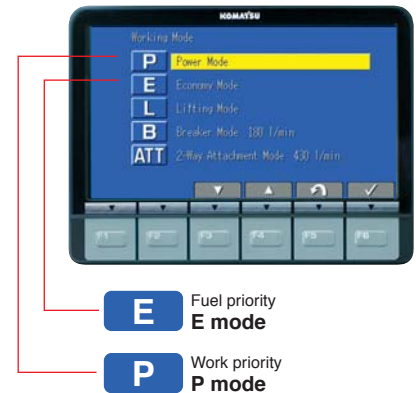 KOMATSU
Working Mode
P Power Mode
E Economy Mode
L Lifting Mode
B Breaker Mode 180 l/min
ATT 2-Way Attachment Mode 430 l/min
F1 F2 F3 F4 F5 F6
E Fuel priority
E mode
P Work priority
P mode